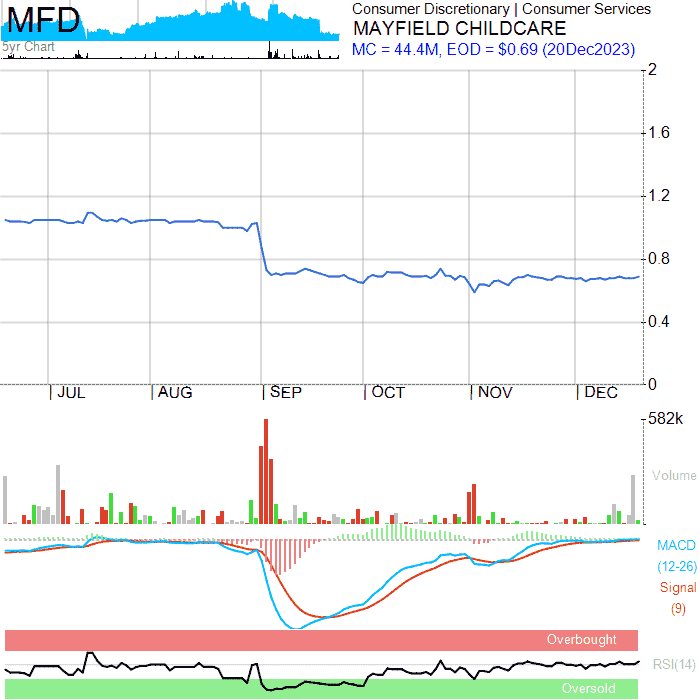 MFD
5yr Chart
Consumer Discretionary | Consumer Services
MAYFIELD CHILDCARE
MC = 44.4M, EOD = $0.69 (20Dec2023)
2
1.6
1.2
0.8
0.4
0
JUL AUG SEP OCT NOV DEC
582k
Volume
MACD
(12-26)
Signal
(9)
Overbought
RSI(14)
Oversold